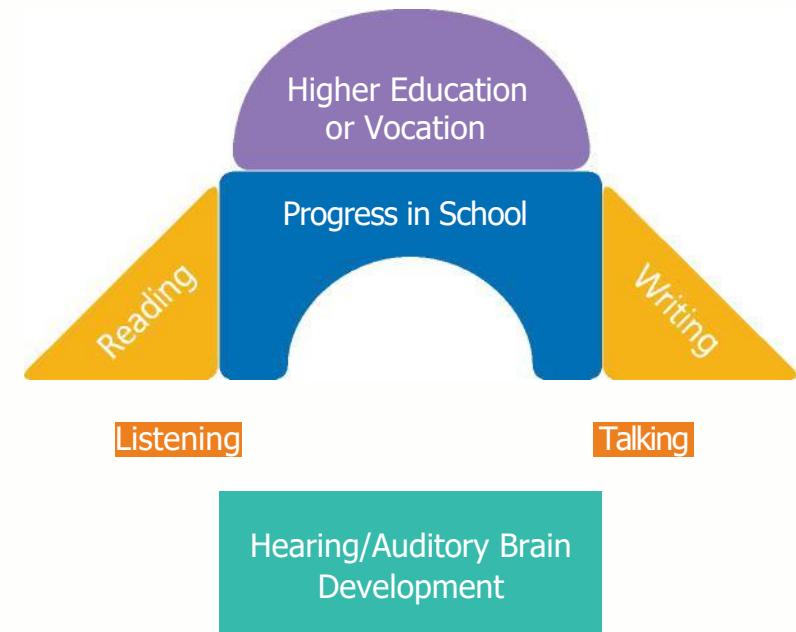 Higher Education
or Vocation
Progress in School
Reading
Writing
Listening
Talking
Hearing/Auditory Brain
Development